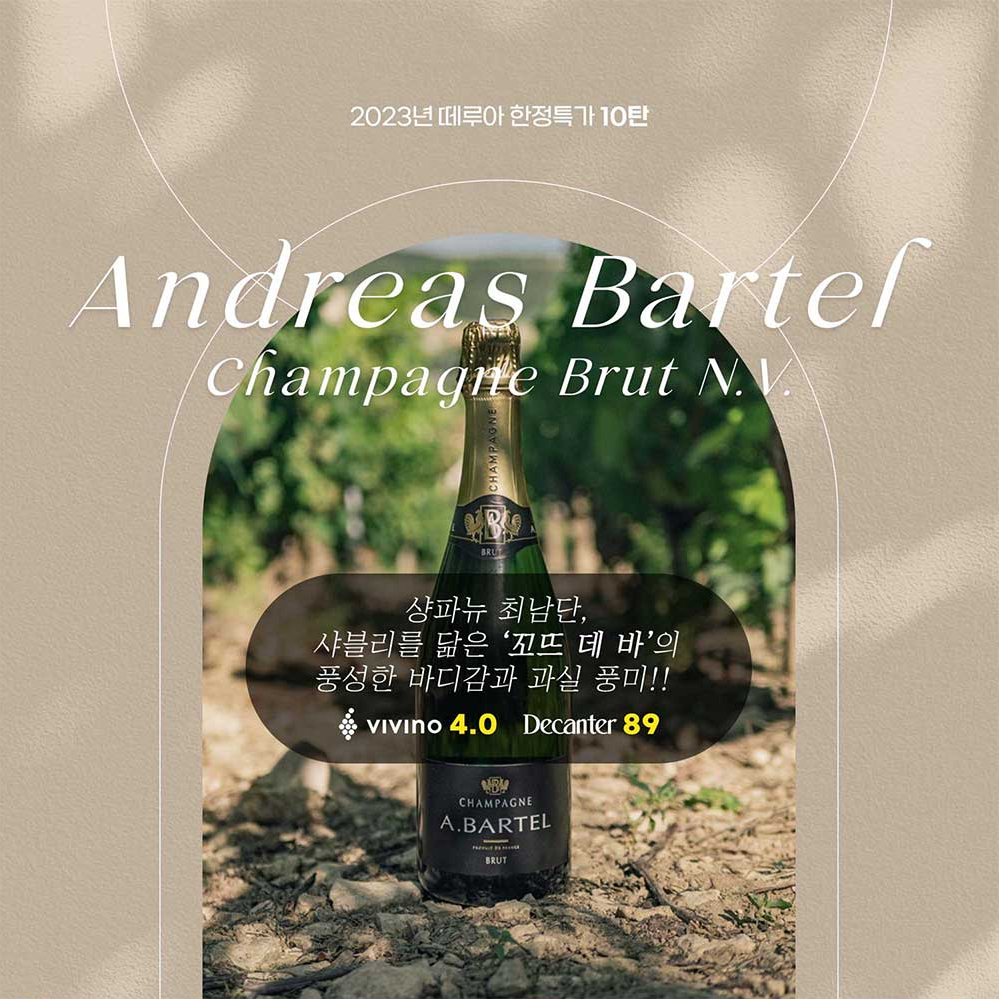 2023년 떼루아 한정특가 10탄
Andreas Bartel
Champagne Brut N.V.
CHAMPAGNE
B
BRUT
샹파뉴 최남단,
샤블리를 닮은 ‘꼬뜨 데 바’의
풍성한 바디감과 과실 풍미!!
vivino 4.0 Decanter 89
CHAMPAGNE
A.BARTEL
PRODUIT DE FRANCE
BRUT